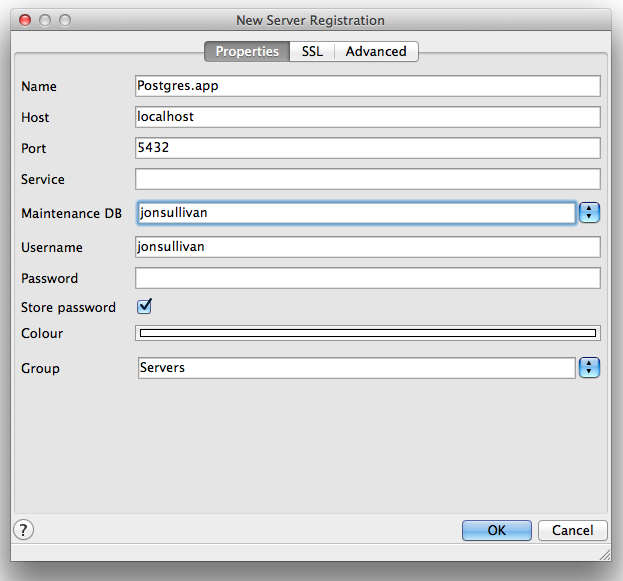 New Server Registration
Properties SSL Advanced
Name Postgres.app
Host localhost
Port 5432
Service
Maintenance DB jonsullivan
Username jonsullivan
Password
Store password
Colour
Group Servers
? OK Cancel